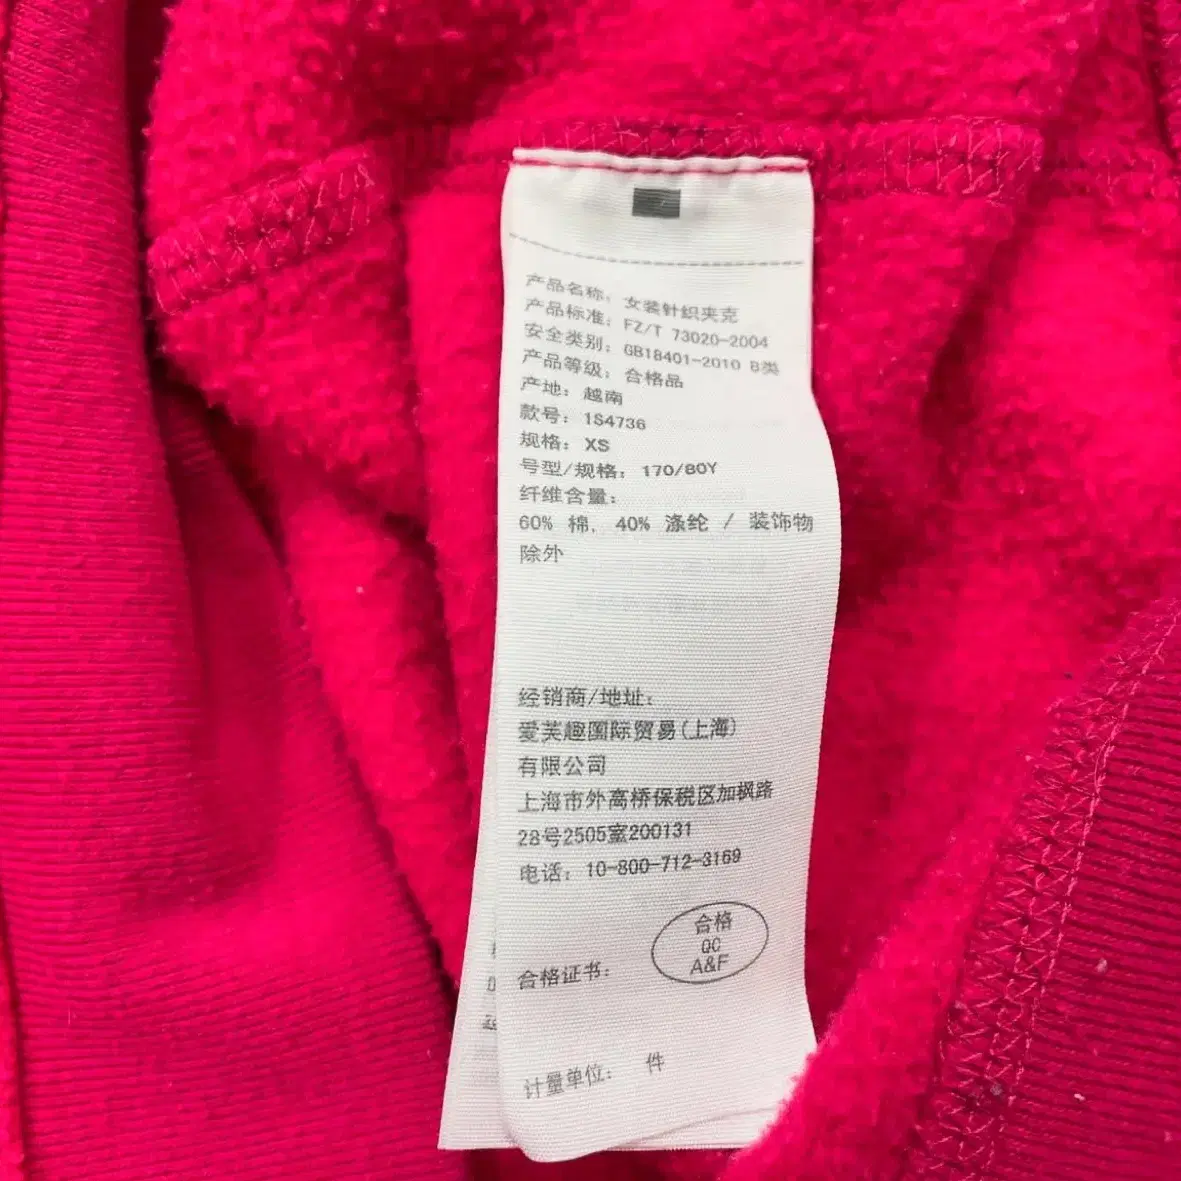 产品名称: 女装针织夹克
产品标准: FZ/T 73020-2004
安全类别: GB18401-2010 B类
产品等级: 合格品
产地: 越南
款号: 1S4736
规格: XS
号型/规格: 170/80Y
纤维含量:
60% 棉, 40% 涤纶 / 装饰物
除外
经销商/地址:
爱芙趣国际贸易(上海)
有限公司
上海市外高桥保税区加枫路
28号2505室200131
电话: 10-800-712-3169
合格
QC
A&F
合格证书:
计量单位: 件